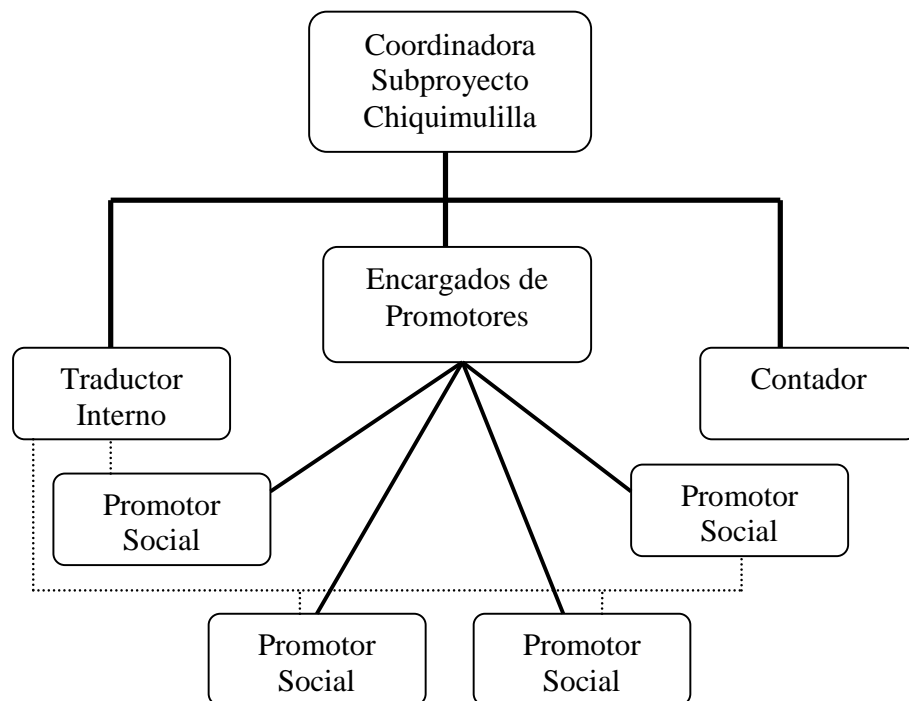 Coordinadora
Subproyecto
Chiquimulilla
Encargados de
Promotores
Traductor
Interno
Contador
Promotor
Social
Promotor
Social
Promotor
Social
Promotor
Social